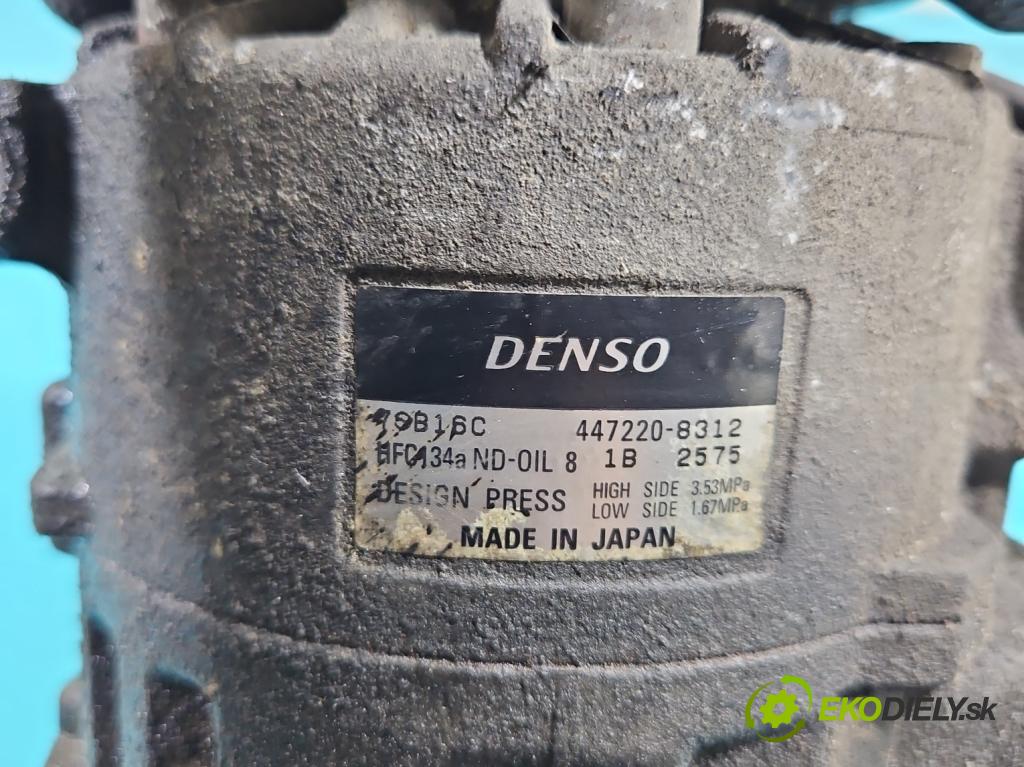 DENSO
447220-8312
HFC134a ND-OIL 8 1B 2575
DESIGN PRESS HIGH SIDE 3.53MPa
LOW SIDE 1.67MPa
MADE IN JAPAN
EKODIELY.sk